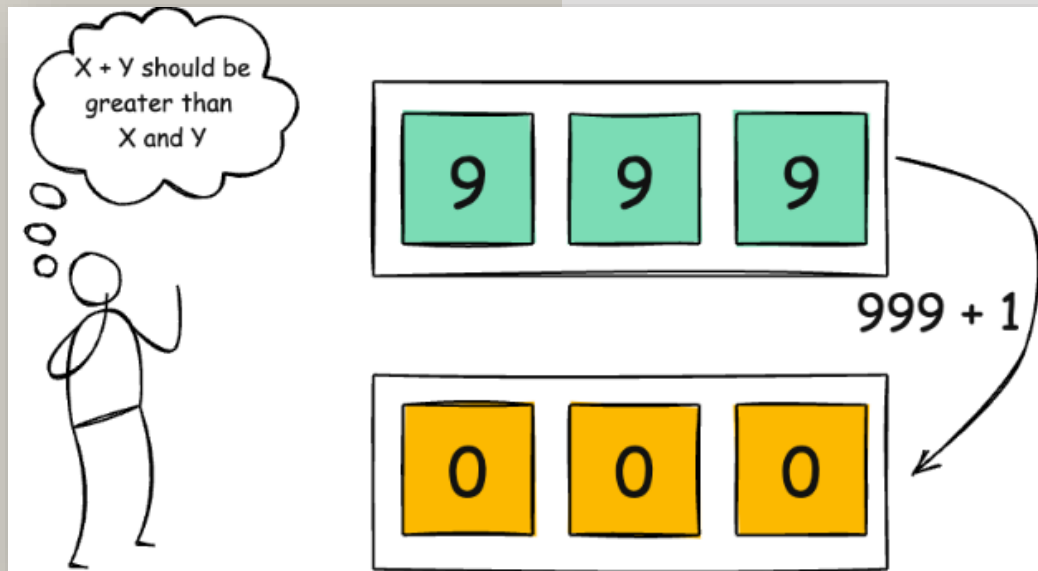 X + Y should be
greater than
X and Y
9 9 9
999 + 1
0 0 0